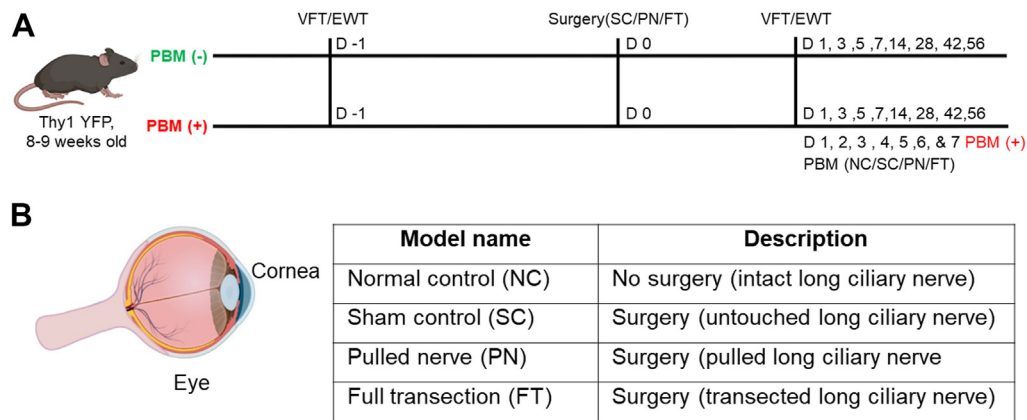 A
VFT/EWT
Surgery(SC/PN/FT)
VFT/EWT
D -1
D 0
D 1, 3 ,5 ,7,14, 28, 42,56
PBM (-)
D -1
D 0
D 1, 3 ,5 ,7,14, 28, 42,56
PBM (+)
Thy1 YFP,
8-9 weeks old
D 1, 2, 3 , 4, 5 ,6, & 7 PBM (+)
PBM (NC/SC/PN/FT)
B
Cornea
Eye
Model name Description
Normal control (NC) No surgery (intact long ciliary nerve)
Sham control (SC) Surgery (untouched long ciliary nerve)
Pulled nerve (PN) Surgery (pulled long ciliary nerve
Full transection (FT) Surgery (transected long ciliary nerve)